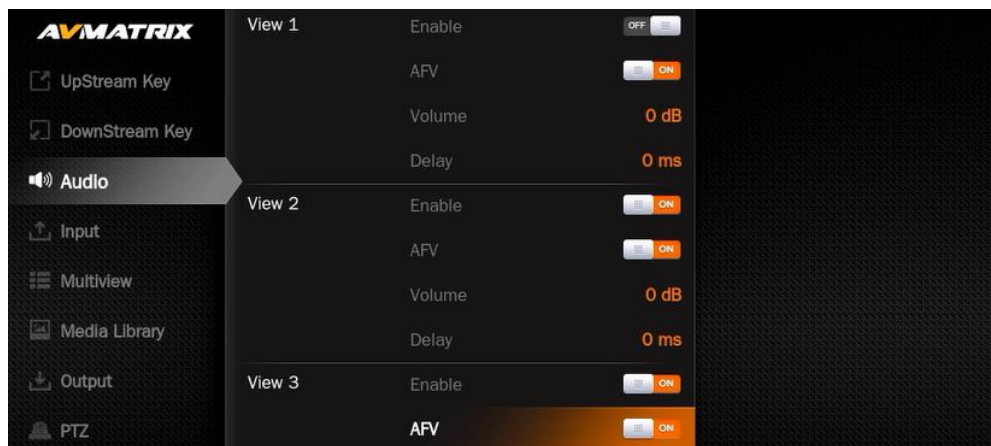 AVMATRIX
UpStream Key
DownStream Key
Audio
Input
Multiview
Media Library
Output
PTZ
View 1
Enable OFF
AFV ON
Volume 0 dB
Delay 0 ms
View 2
Enable ON
AFV ON
Volume 0 dB
Delay 0 ms
View 3
Enable ON
AFV ON